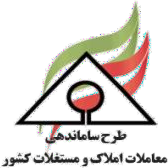 طرح ساماندهی
معاملات املاک و مستغلات کشور